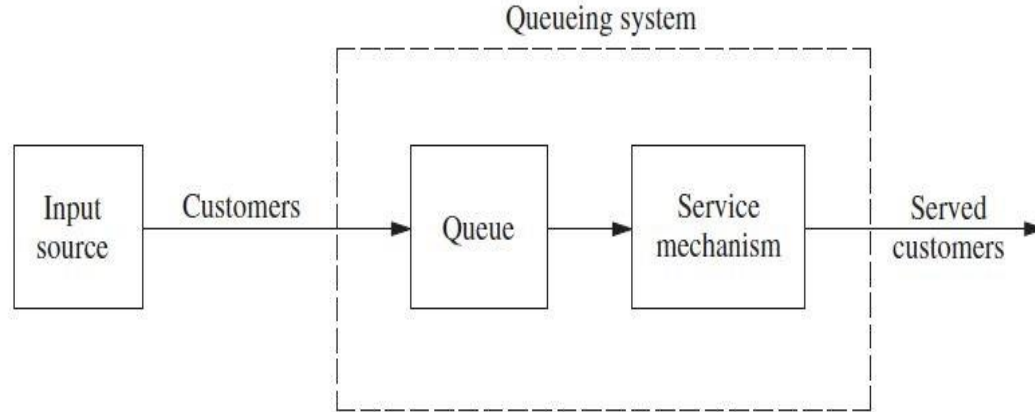 Queueing system
Input
source
Customers
Queue
Service
mechanism
Served
customers